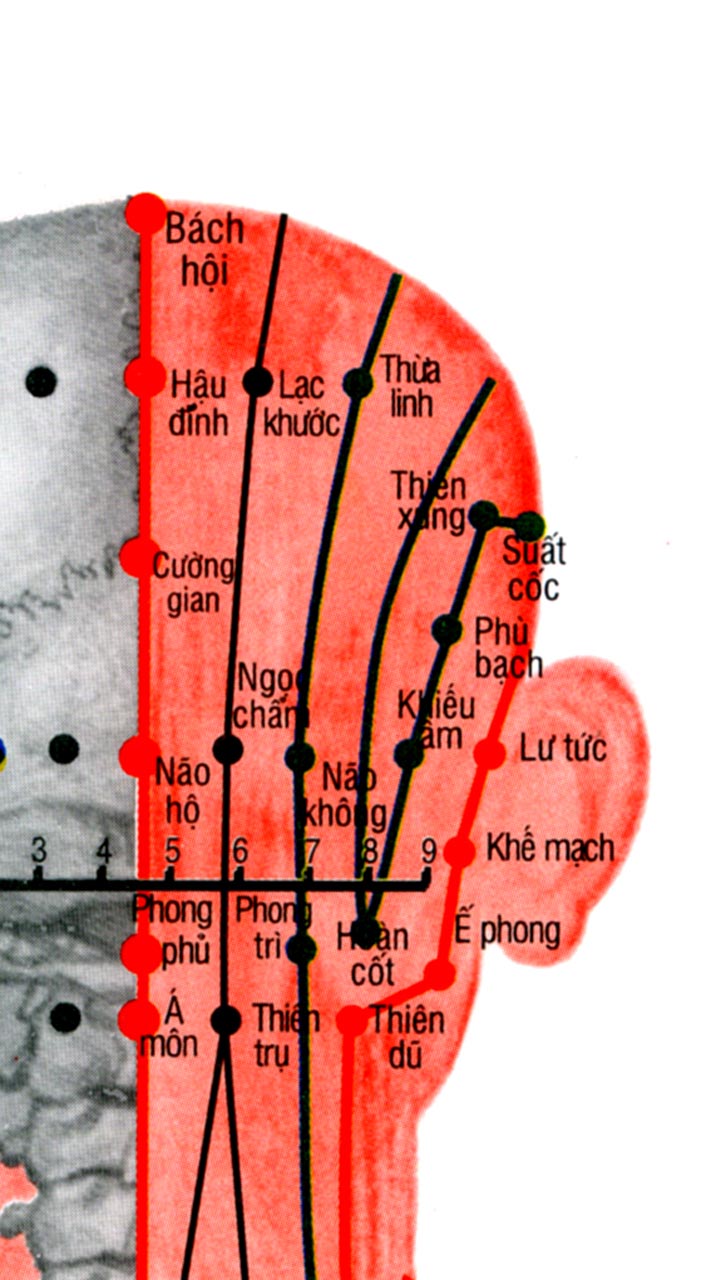 Bách
hội
Hậu
đỉnh
Lạc
khước
Thừa
linh
Thiên
xung
Suất
cốc
Cường
gian
Phù
bạch
Ngọc
chẩm
Khiếu
âm
Não
hộ
Não
không
Lư tức
3 4 5 6 7 8 9
Khế mạch
Phong
phủ
Phong
trì
Hoàn
cốt
Ế phong
Á
môn
Thiên
trụ
Thiên
dũ